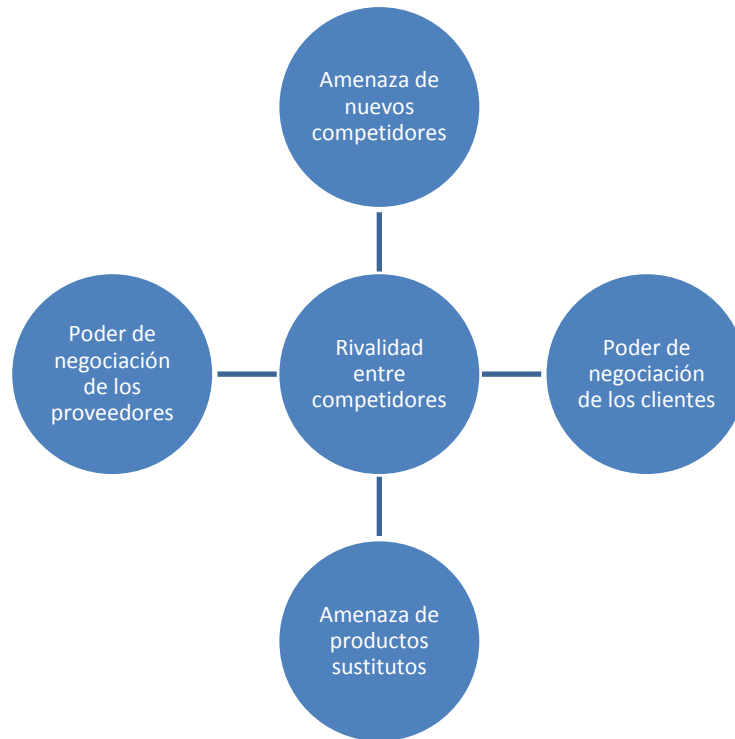 Amenaza de
nuevos
competidores
Poder de
negociación
de los
proveedores
Rivalidad
entre
competidores
Poder de
negociación
de los clientes
Amenaza de
productos
sustitutos